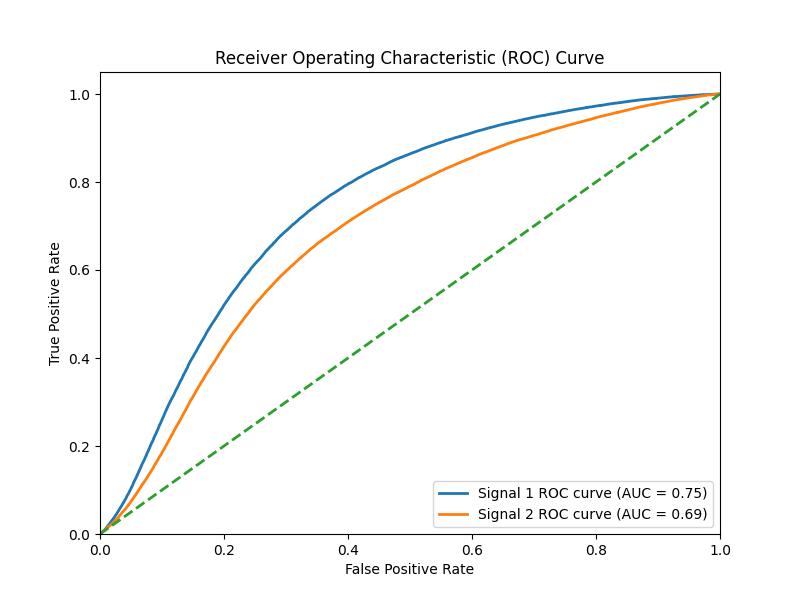 Receiver Operating Characteristic (ROC) Curve
True Positive Rate
1.0
0.8
0.6
0.4
0.2
0.0
Signal 1 ROC curve (AUC = 0.75)
Signal 2 ROC curve (AUC = 0.69)
0.0 0.2 0.4 0.6 0.8 1.0
False Positive Rate